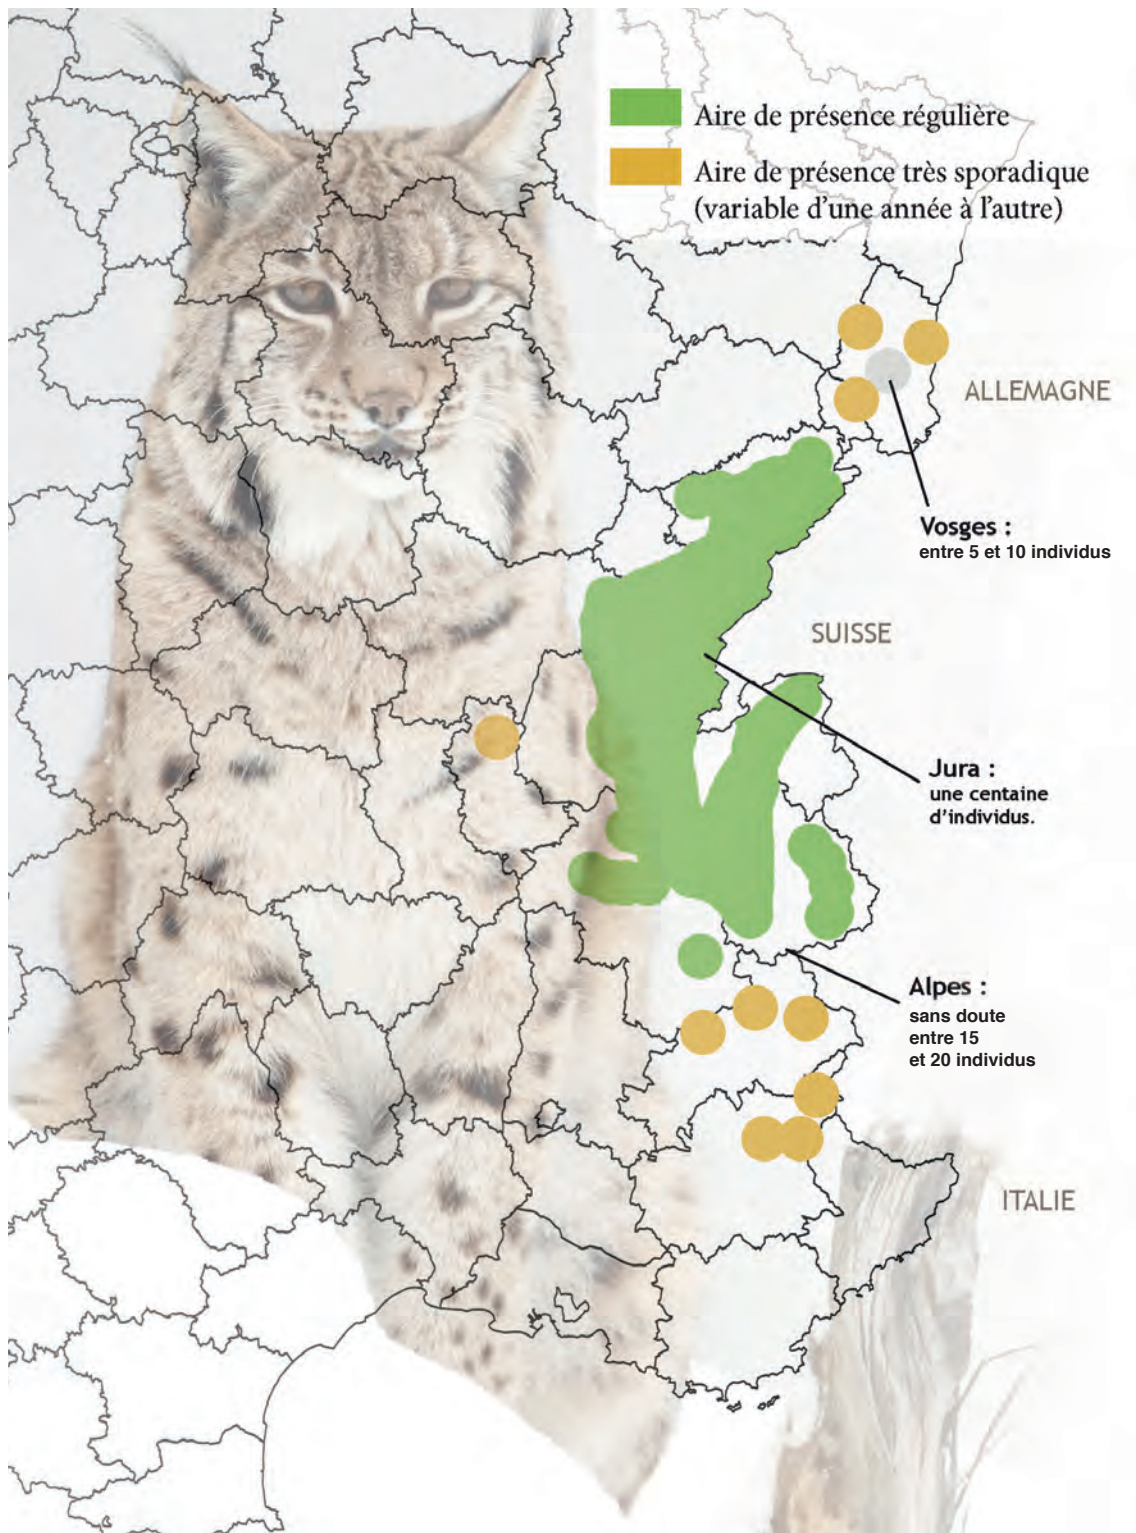 Aire de présence régulière
Aire de présence très sporadique
(variable d'une année à l'autre)
ALLEMAGNE
Vosges :
entre 5 et 10 individus
SUISSE
Jura :
une centaine
d'individus.
Alpes :
sans doute
entre 15
et 20 individus
ITALIE